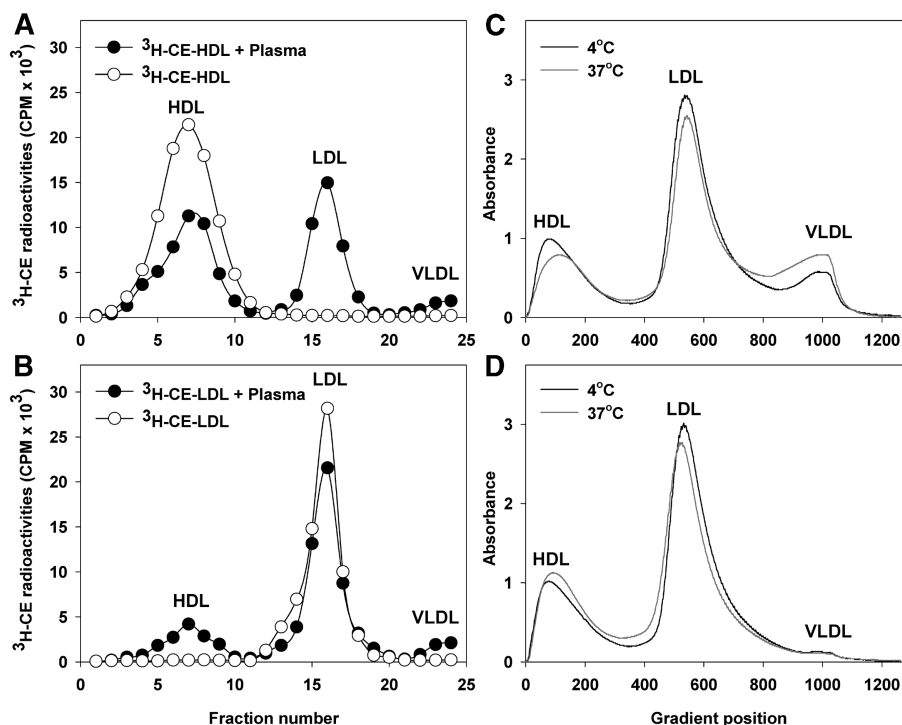 A
³H-CE radioactivities (CPM x 10³)
30
25
20
15
10
5
0
³H-CE-HDL + Plasma
³H-CE-HDL
HDL
LDL
VLDL
0 5 10 15 20 25
B
³H-CE radioactivities (CPM x 10³)
30
25
20
15
10
5
0
³H-CE-LDL + Plasma
³H-CE-LDL
LDL
HDL
VLDL
0 5 10 15 20 25
Fraction number
C
Absorbance
3
2
1
0
4°C
37°C
LDL
HDL
VLDL
0 200 400 600 800 1000 1200
D
Absorbance
3
2
1
0
4°C
37°C
LDL
HDL
VLDL
0 200 400 600 800 1000 1200
Gradient position